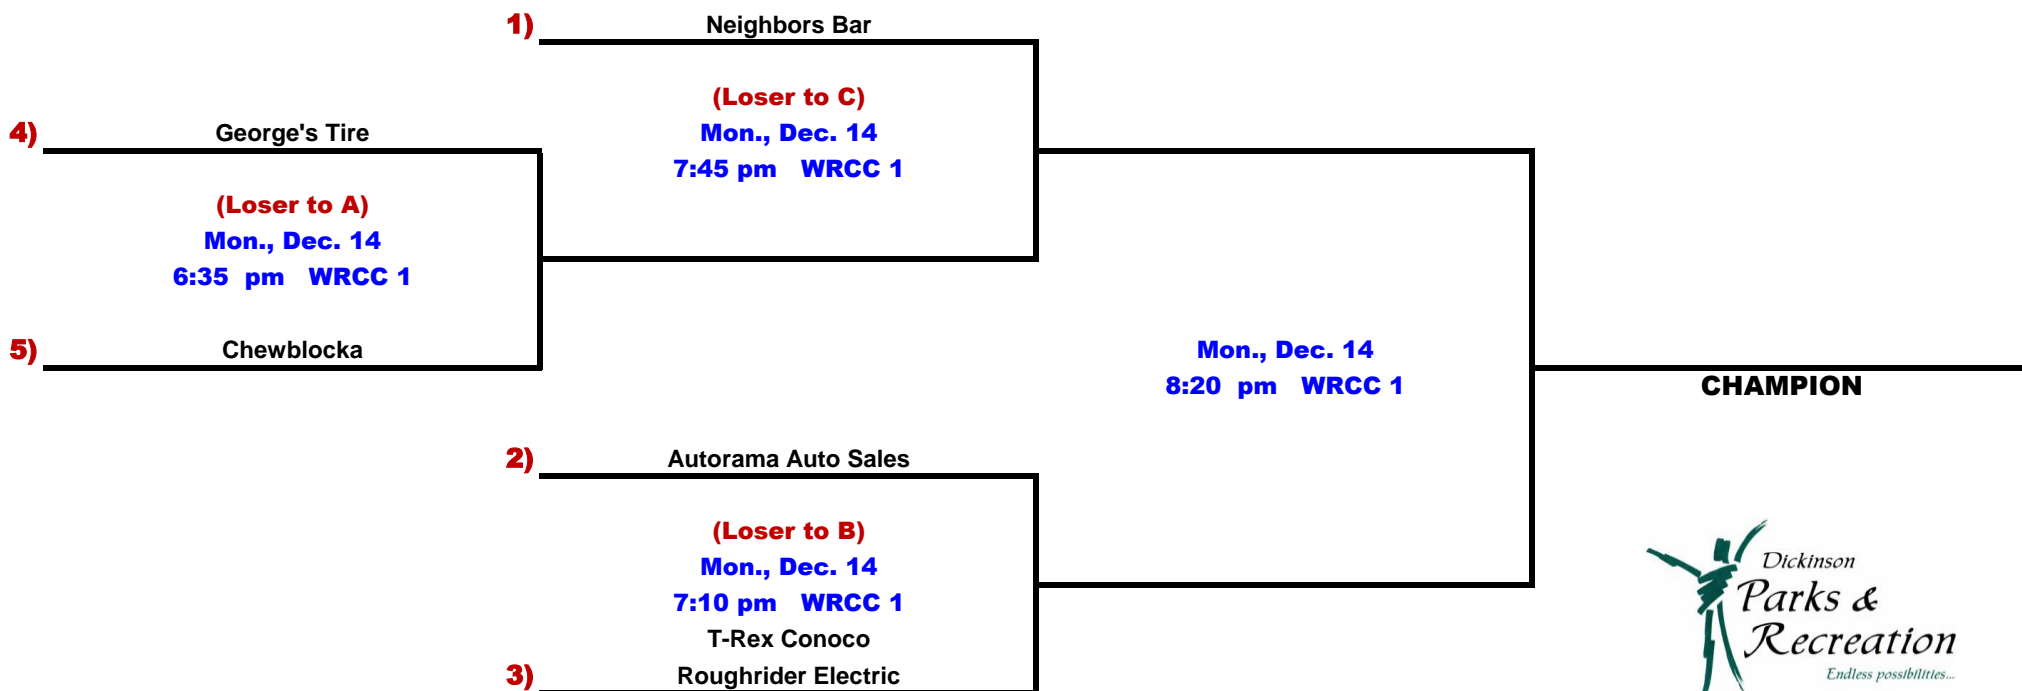 1) Neighbors Bar
(Loser to C)
Mon., Dec. 14
7:45 pm WRCC 1
4) George's Tire
(Loser to A)
Mon., Dec. 14
6:35 pm WRCC 1
5) Chewblocka
Mon., Dec. 14
8:20 pm WRCC 1
CHAMPION
2) Autorama Auto Sales
(Loser to B)
Mon., Dec. 14
7:10 pm WRCC 1
T-Rex Conoco
3) Roughrider Electric
Dickinson
Parks &
Recreation
Endless possibilities...